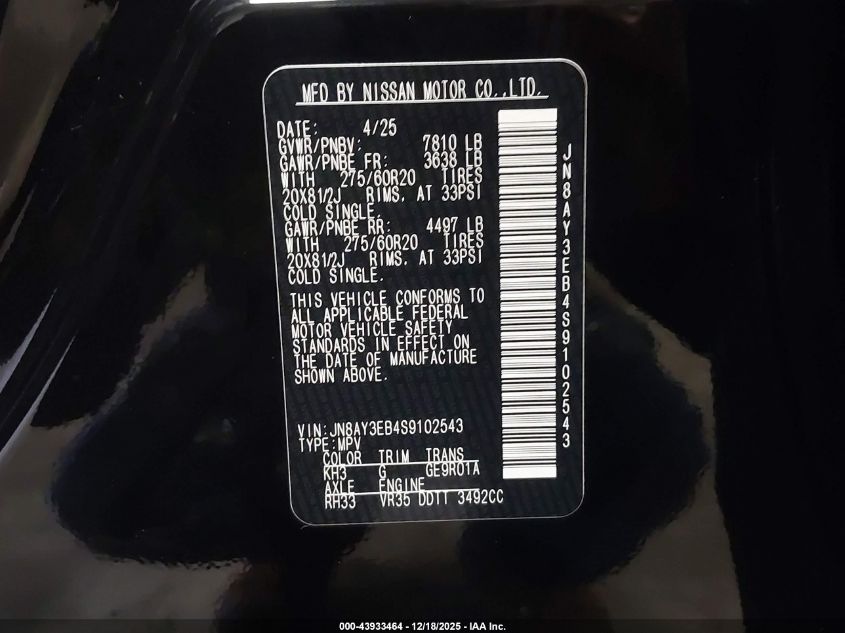 MFD BY NISSAN MOTOR CO.,LTD.
DATE: 4/25
GVWR/PNBV: 7810 LB
GAWR/PNBE FR: 3638 LB
WITH 275/60R20 TIRES
20X81/2J RIMS, AT 33PSI
COLD SINGLE.
GAWR/PNBE RR: 4497 LB
WITH 275/60R20 TIRES
20X81/2J RIMS, AT 33PSI
COLD SINGLE.
THIS VEHICLE CONFORMS TO
ALL APPLICABLE FEDERAL
MOTOR VEHICLE SAFETY
STANDARDS IN EFFECT ON
THE DATE OF MANUFACTURE
SHOWN ABOVE.
VIN:JN8AY3EB4S9102543
TYPE:MPV
COLOR TRIM TRANS
KH3 G GE9R01A
AXLE ENGINE
RH33 VR35 DDTT 3492CC
JN8AY3EB4S9102543
000-43933464 - 12/18/2025 - IAA Inc.